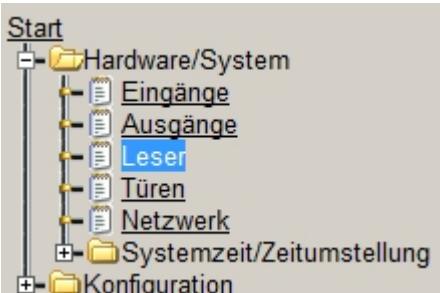 Start
Hardware/System
Eingänge
Ausgänge
Leser
Türen
Netzwerk
Systemzeit/Zeitumstellung
Konfiguration